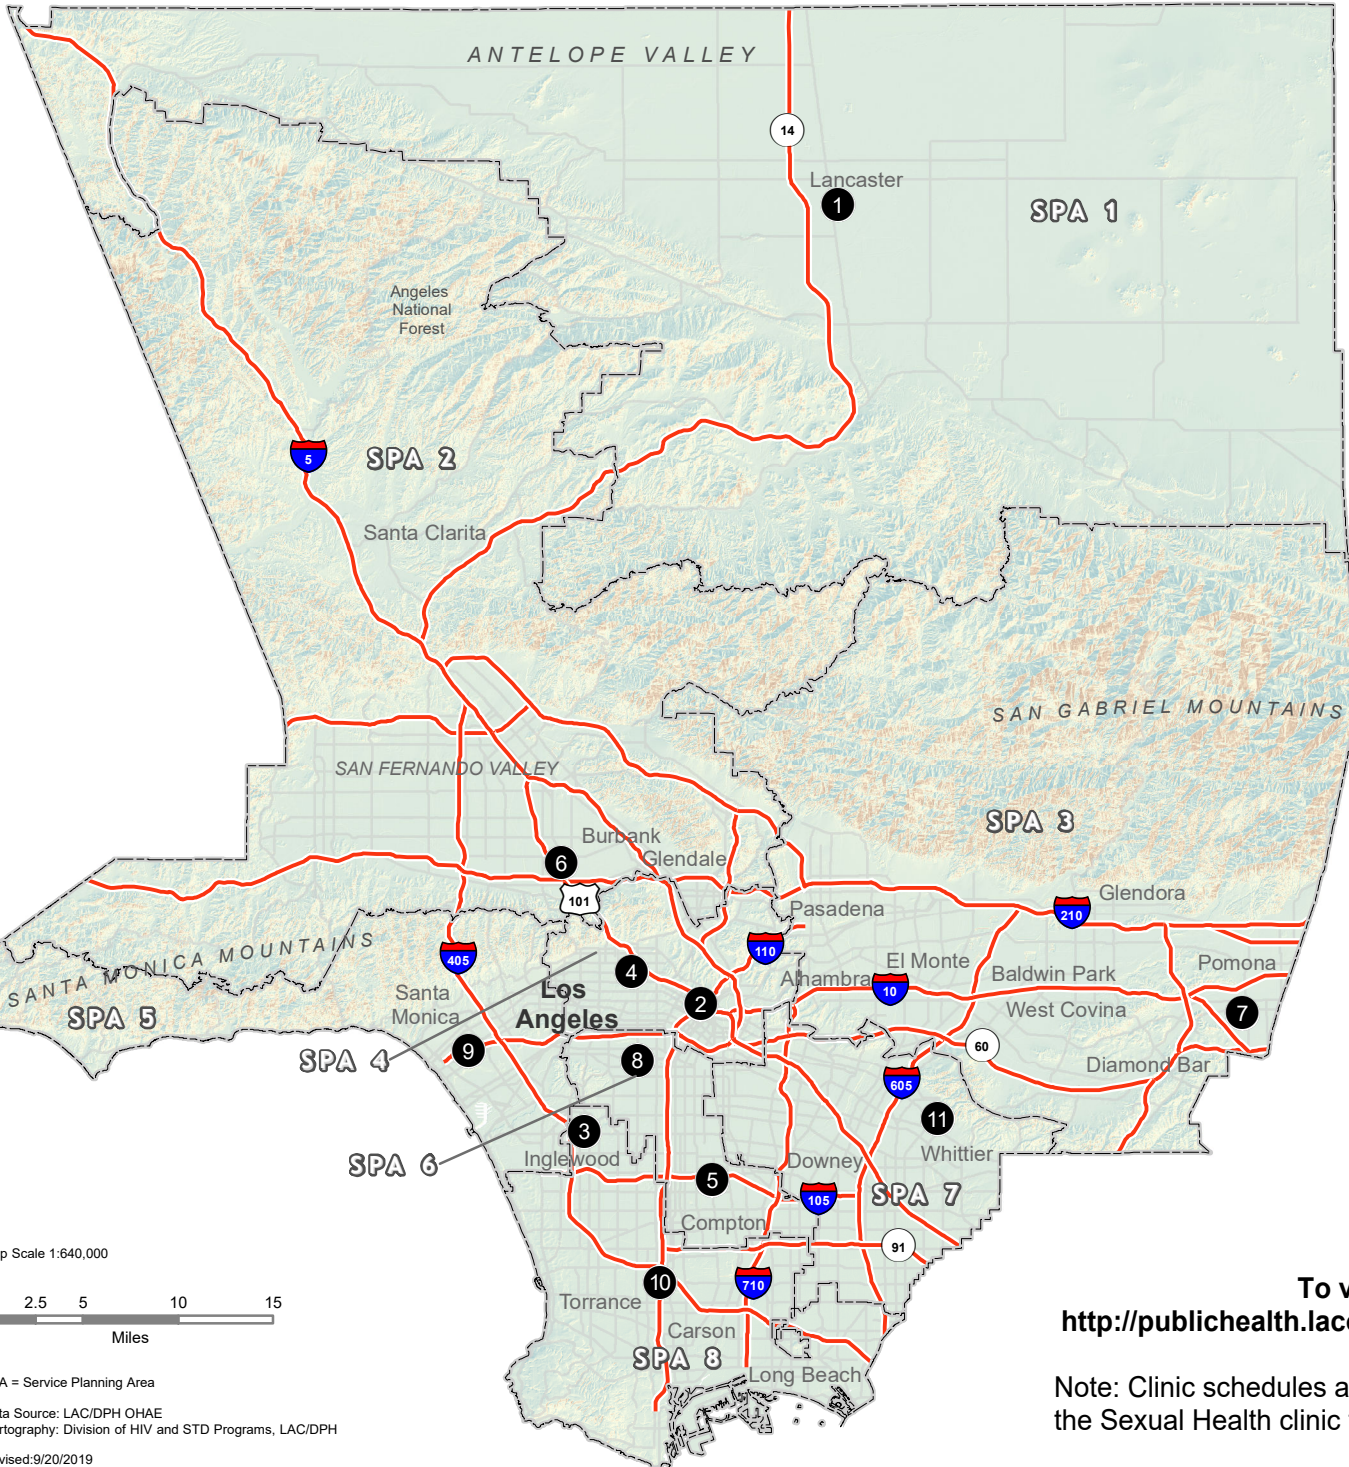 ANTELOPE VALLEY
14
Lancaster
1
SPA 1
Angeles
National
Forest
5
SPA 2
Santa Clarita
SAN GABRIEL MOUNTAINS
SAN FERNANDO VALLEY
SPA 3
Burbank
6
Glendale
101
Pasadena
Glendora
210
SANTA MONICA MOUNTAINS
405
110
4
El Monte
Alhambra
10
Baldwin Park
Pomona
Santa
Monica
Los
Angeles
2
West Covina
7
SPA 5
SPA 4
9
8
60
Diamond Bar
605
11
3
Whittier
Inglewood
SPA 6
5
Downey
105
SPA 7
Compton
91
10
710
Torrance
Carson
SPA 8
Long Beach
p Scale 1:640,000
2.5 5 10 15
Miles
A = Service Planning Area
ta Source: LAC/DPH OHAE
rtography: Division of HIV and STD Programs, LAC/DPH
vised:9/20/2019
To v
http://publichealth.lac
Note: Clinic schedules a
the Sexual Health clinic